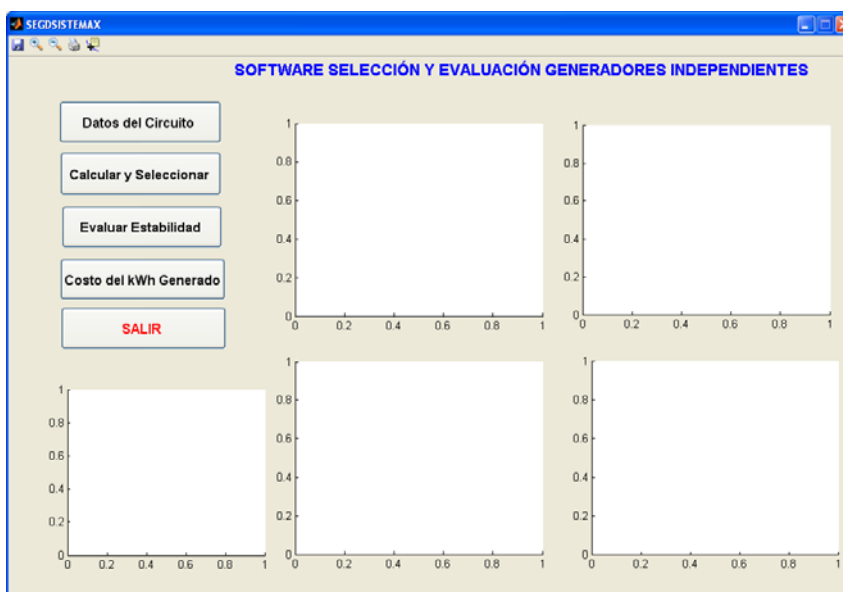 SEGDSISTEMAX
SOFTWARE SELECCIÓN Y EVALUACIÓN GENERADORES INDEPENDIENTES
Datos del Circuito
Calcular y Seleccionar
Evaluar Estabilidad
Costo del kWh Generado
SALIR
1
0.8
0.6
0.4
0.2
0
0 0.2 0.4 0.6 0.8 1
1
0.8
0.6
0.4
0.2
0
0 0.2 0.4 0.6 0.8 1
1
0.8
0.6
0.4
0.2
0
0 0.2 0.4 0.6 0.8 1
1
0.8
0.6
0.4
0.2
0
0 0.2 0.4 0.6 0.8 1
1
0.8
0.6
0.4
0.2
0
0 0.2 0.4 0.6 0.8 1